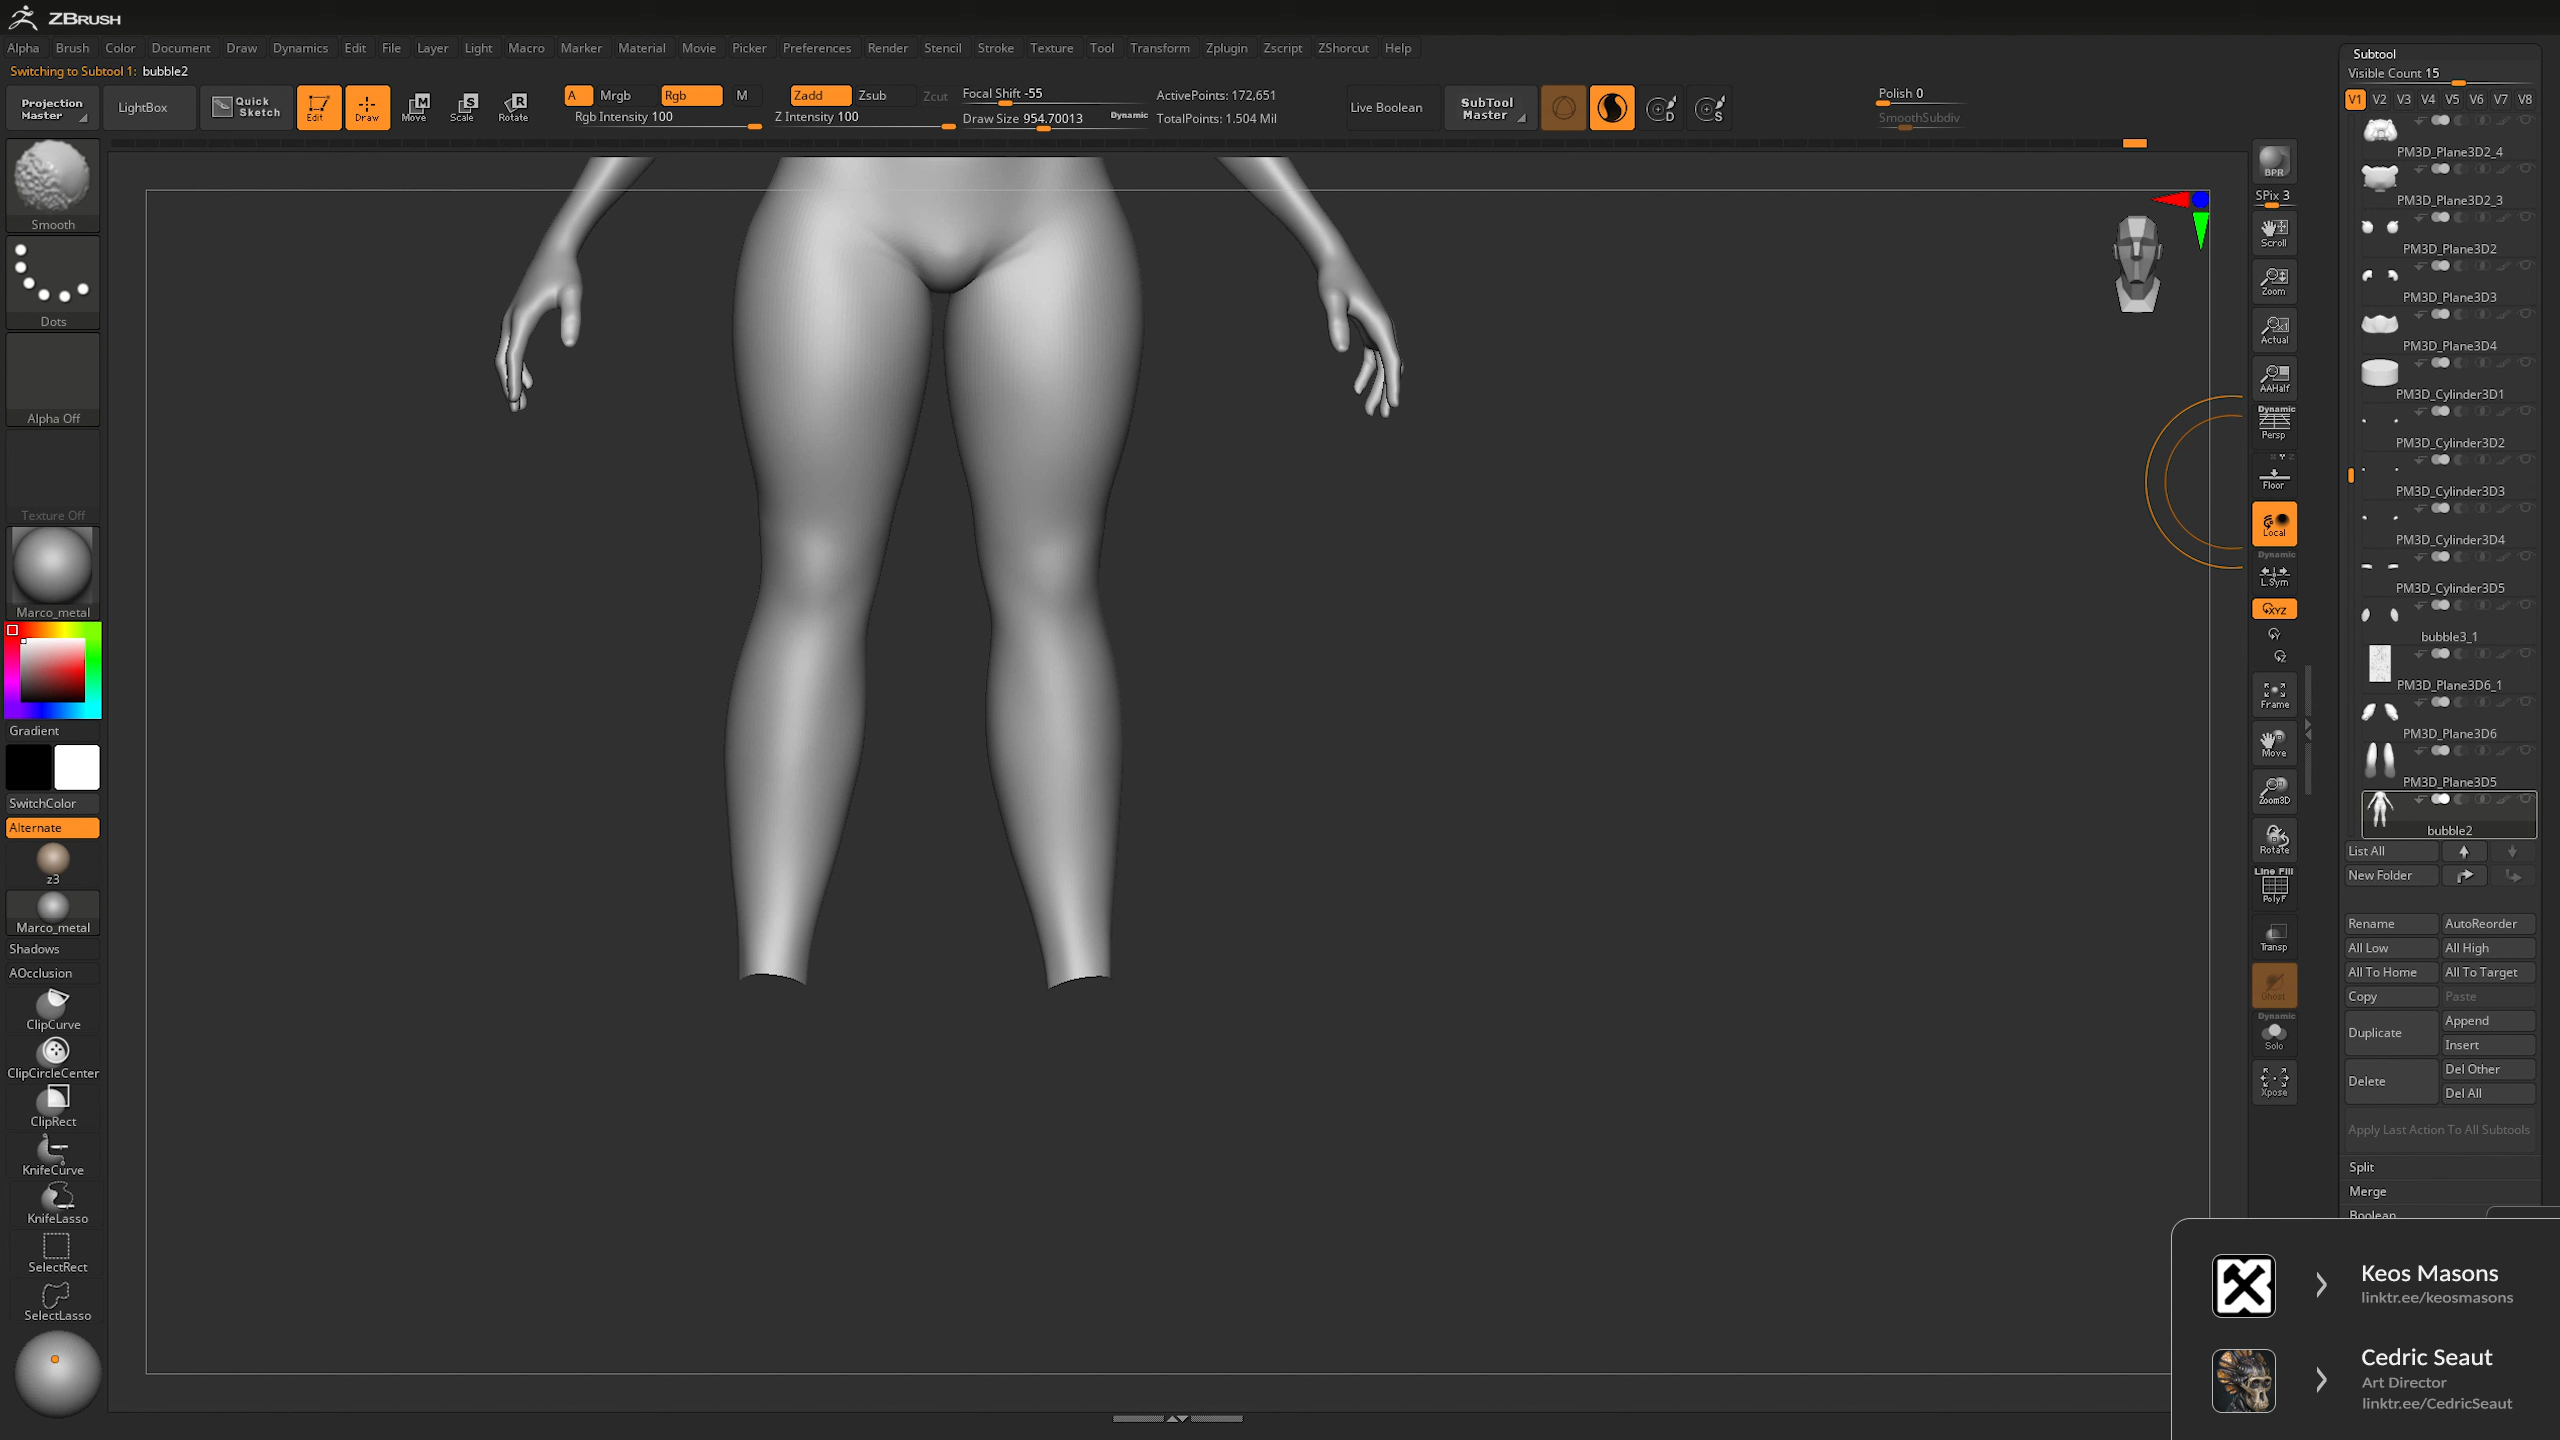 ZBRUSH
Alpha Brush Color Document Draw Dynamics Edit File Layer Light Macro Marker Material Movie Picker Preferences Render Stencil Stroke Texture Tool Transform Zplugin Zscript ZShorcut Help
Switching to Subtool 1: bubble2
Projection Master
LightBox
Quick Sketch
Edit
Draw
Move
Scale
Rotate
A Mrgb Rgb M
Rgb Intensity 100
Zadd Zsub Zcut
Z Intensity 100
Focal Shift -55
Draw Size 954.70013
Dynamic
ActivePoints: 172,651
TotalPoints: 1.504 Mil
Live Boolean
SubTool Master
Polish 0
SmoothSubdiv
Smooth
Dots
Alpha Off
Texture Off
Marco_metal
Gradient
SwitchColor
Alternate
z3
Marco_metal
Shadows
AOcclusion
ClipCurve
ClipCircleCenter
ClipRect
KnifeCurve
KnifeLasso
SelectRect
SelectLasso
BPR
SPix 3
Scroll
Zoom
Actual
AAHalf
Dynamic
Persp
Floor
Local
Dynamic
L.Sym
XYZ
Frame
Move
Zoom3D
Rotate
Line Fill
PolyF
Transp
Ghost
Dynamic
Solo
Xpose
Subtool
Visible Count 15
V1 V2 V3 V4 V5 V6 V7 V8
PM3D_Plane3D2_4
PM3D_Plane3D2_3
PM3D_Plane3D2
PM3D_Plane3D3
PM3D_Plane3D4
PM3D_Cylinder3D1
PM3D_Cylinder3D2
PM3D_Cylinder3D3
PM3D_Cylinder3D4
PM3D_Cylinder3D5
bubble3_1
PM3D_Plane3D6_1
PM3D_Plane3D6
PM3D_Plane3D5
bubble2
List All
New Folder
Rename AutoReorder
All Low All High
All To Home All To Target
Copy Paste
Duplicate Append
Insert
Delete Del Other
Del All
Apply Last Action To All Subtools
Split
Merge
Boolean
Keos Masons
linktr.ee/keosmasons
Cedric Seaut
Art Director
linktr.ee/CedricSeaut